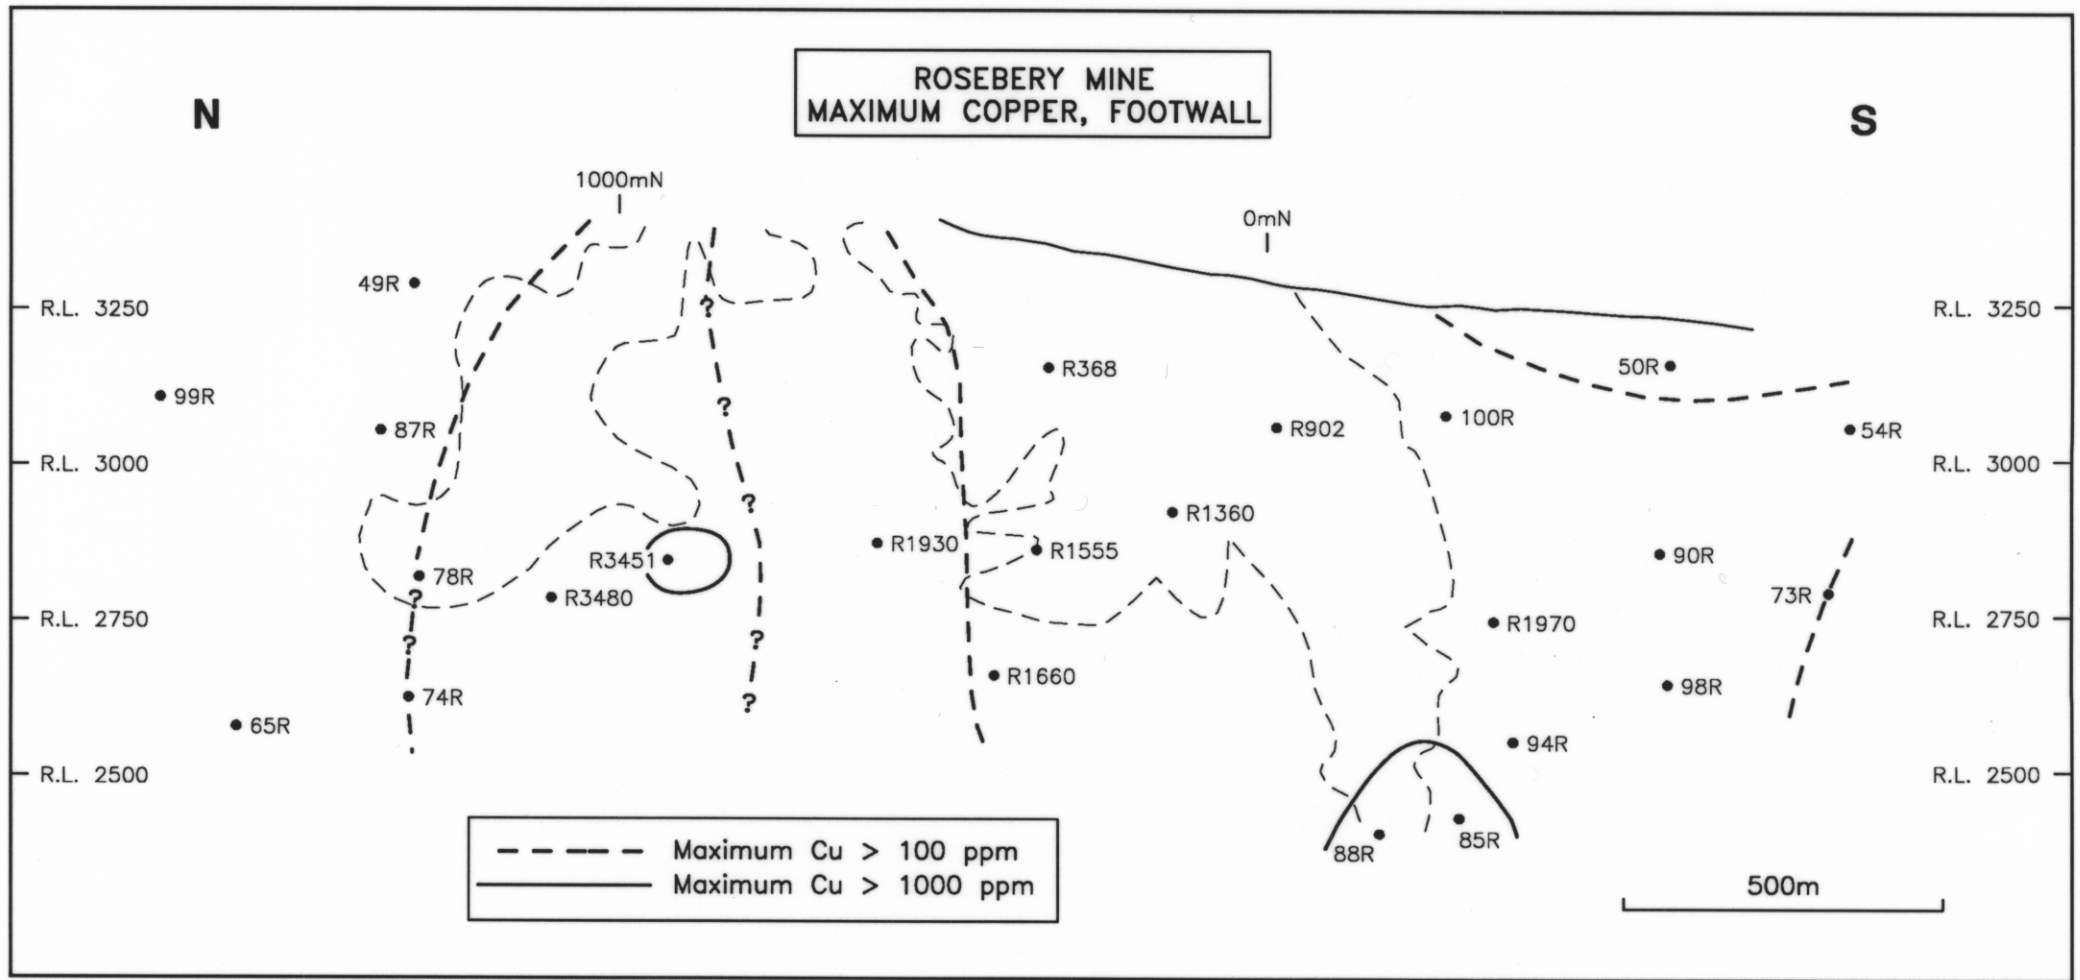 ROSEBERY MINE
MAXIMUM COPPER, FOOTWALL
N
S
1000mN
0mN
49R
R.L. 3250
R.L. 3250
R368
50R
99R
87R
R902
100R
54R
R.L. 3000
R.L. 3000
R1360
R1930
R1555
90R
R3451
78R
R3480
73R
?
?
?
?
?
?
?
R.L. 2750
R.L. 2750
R1970
R1660
98R
74R
65R
94R
R.L. 2500
R.L. 2500
88R
85R
Maximum Cu > 100 ppm
Maximum Cu > 1000 ppm
500m